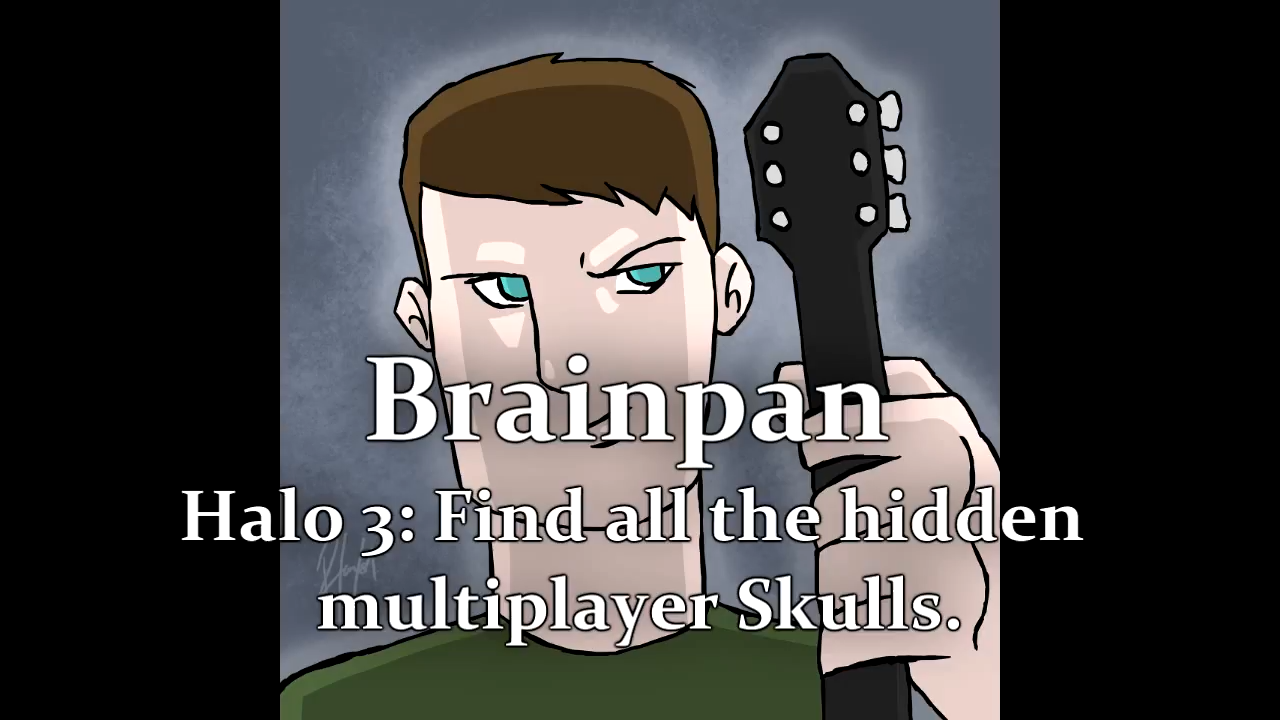 Brainpan
Halo 3: Find all the hidden
multiplayer Skulls.